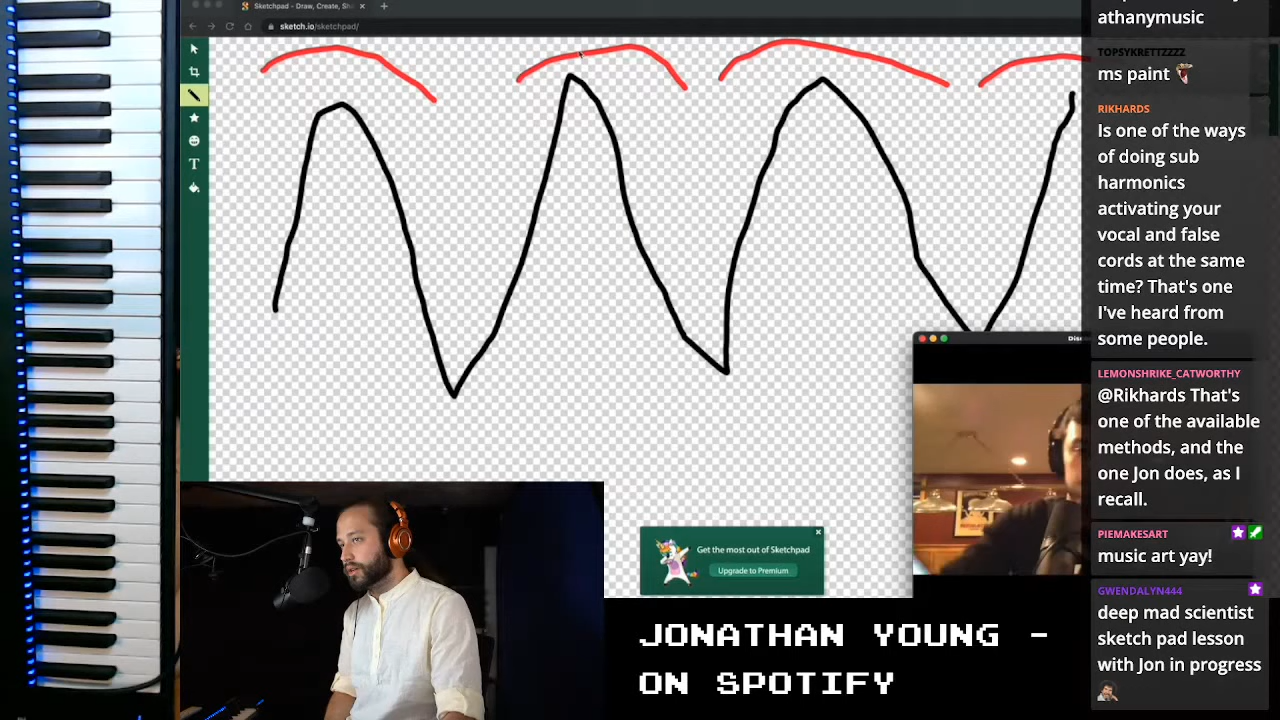 Sketchpad - Draw, Create, Sh
sketch.io/sketchpad/
T
Get the most out of Sketchpad
Upgrade to Premium
JONATHAN YOUNG -
ON SPOTIFY
athanymusic
TOPSYKRETTZZZZ
ms paint
RIKHARDS
Is one of the ways
of doing sub
harmonics
activating your
vocal and false
cords at the same
time? That's one
I've heard from
some people.
LEMONSHRIKE_CATWORTHY
@Rikhards That's
one of the available
methods, and the
one Jon does, as I
recall.
PIEMAKESART
music art yay!
GWENDALYN444
deep mad scientist
sketch pad lesson
with Jon in progress